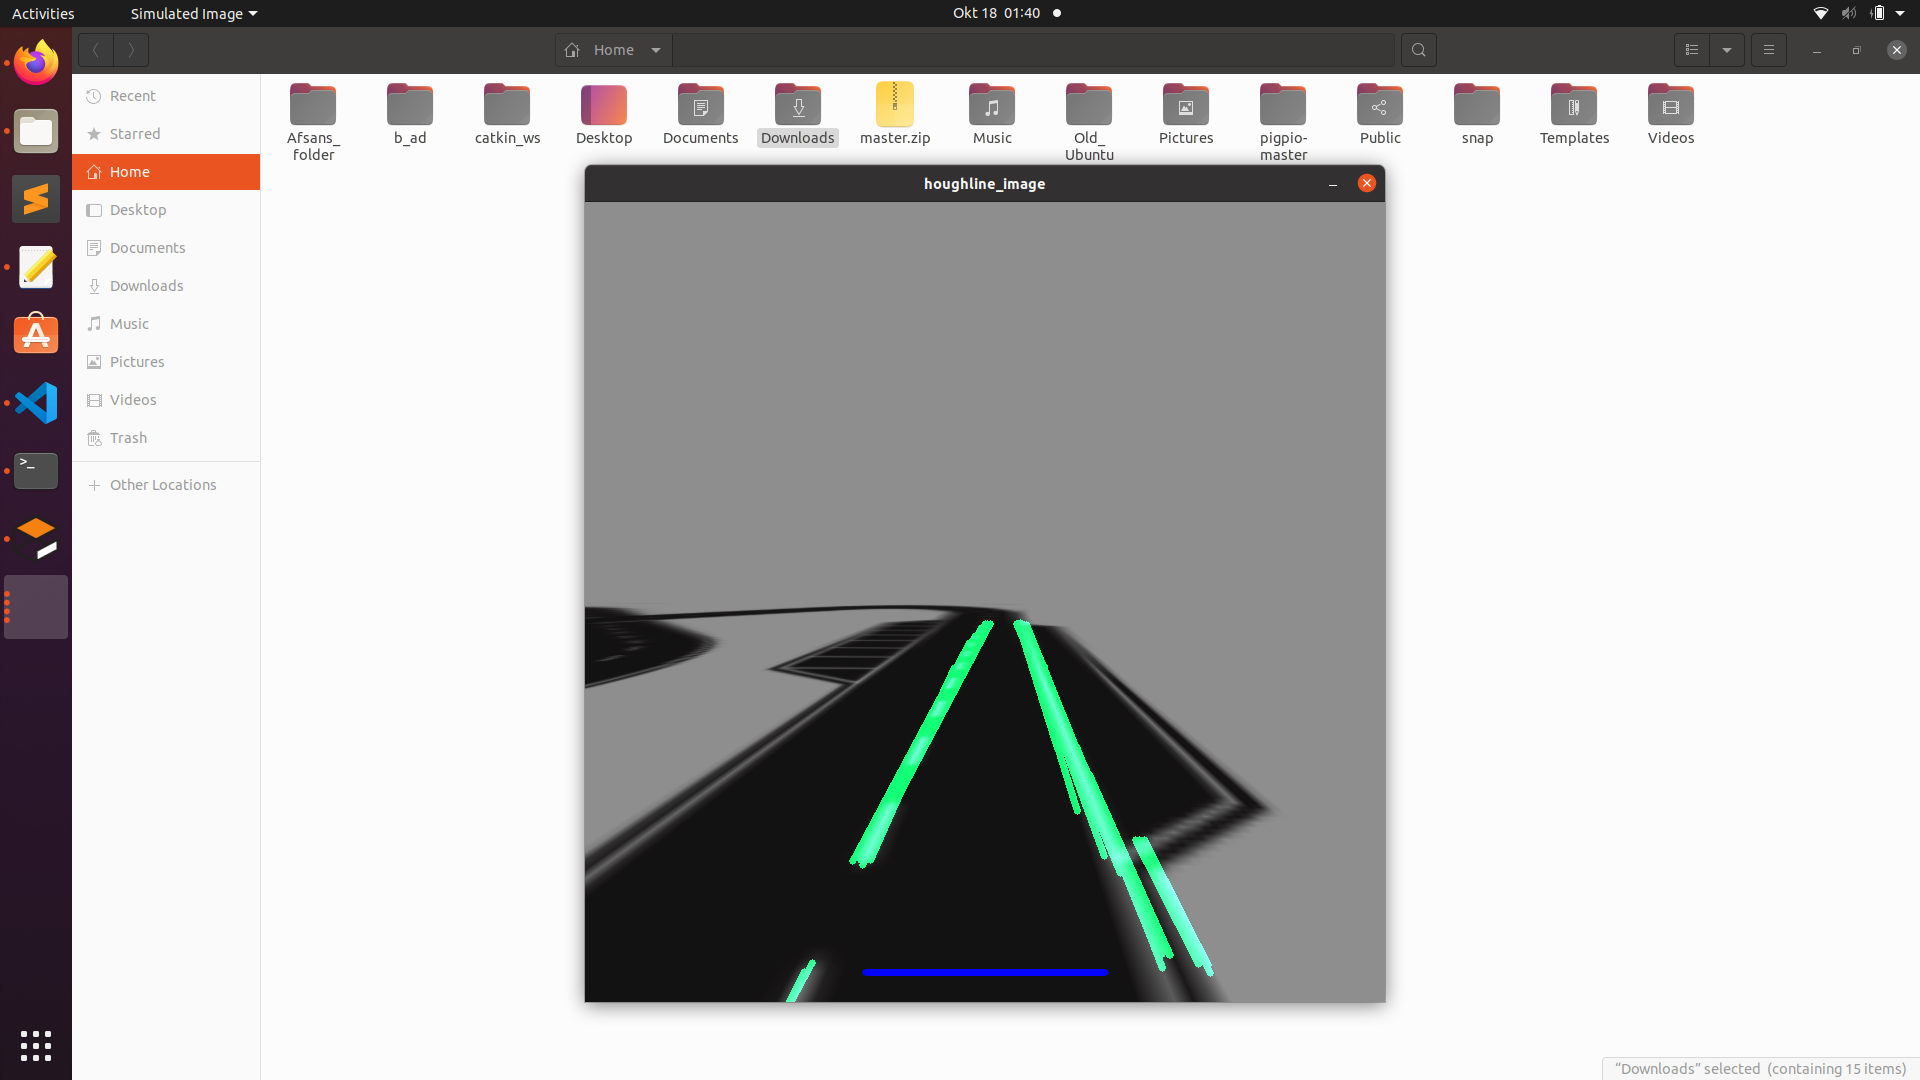 Activities
Simulated Image
Okt 18 01:40
Home
Recent
Starred
Home
Desktop
Documents
Downloads
Music
Pictures
Videos
Trash
Other Locations
Afsans_
folder
b_ad
catkin_ws
Desktop
Documents
Downloads
master.zip
Music
Old_
Ubuntu
Pictures
pigpio-
master
Public
snap
Templates
Videos
houghline_image
“Downloads” selected (containing 15 items)